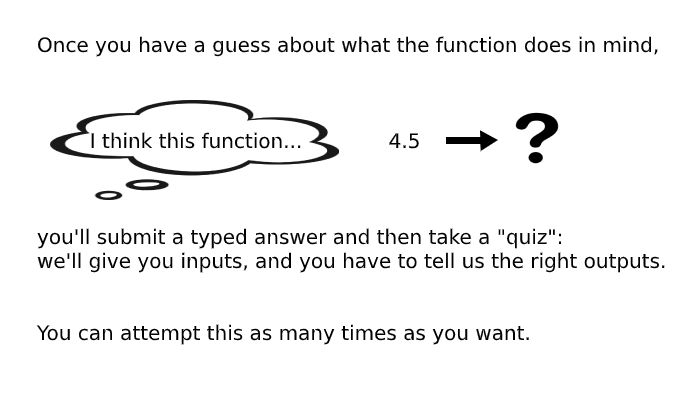 Once you have a guess about what the function does in mind,
I think this function... 4.5 ?
you'll submit a typed answer and then take a "quiz":
we'll give you inputs, and you have to tell us the right outputs.
You can attempt this as many times as you want.